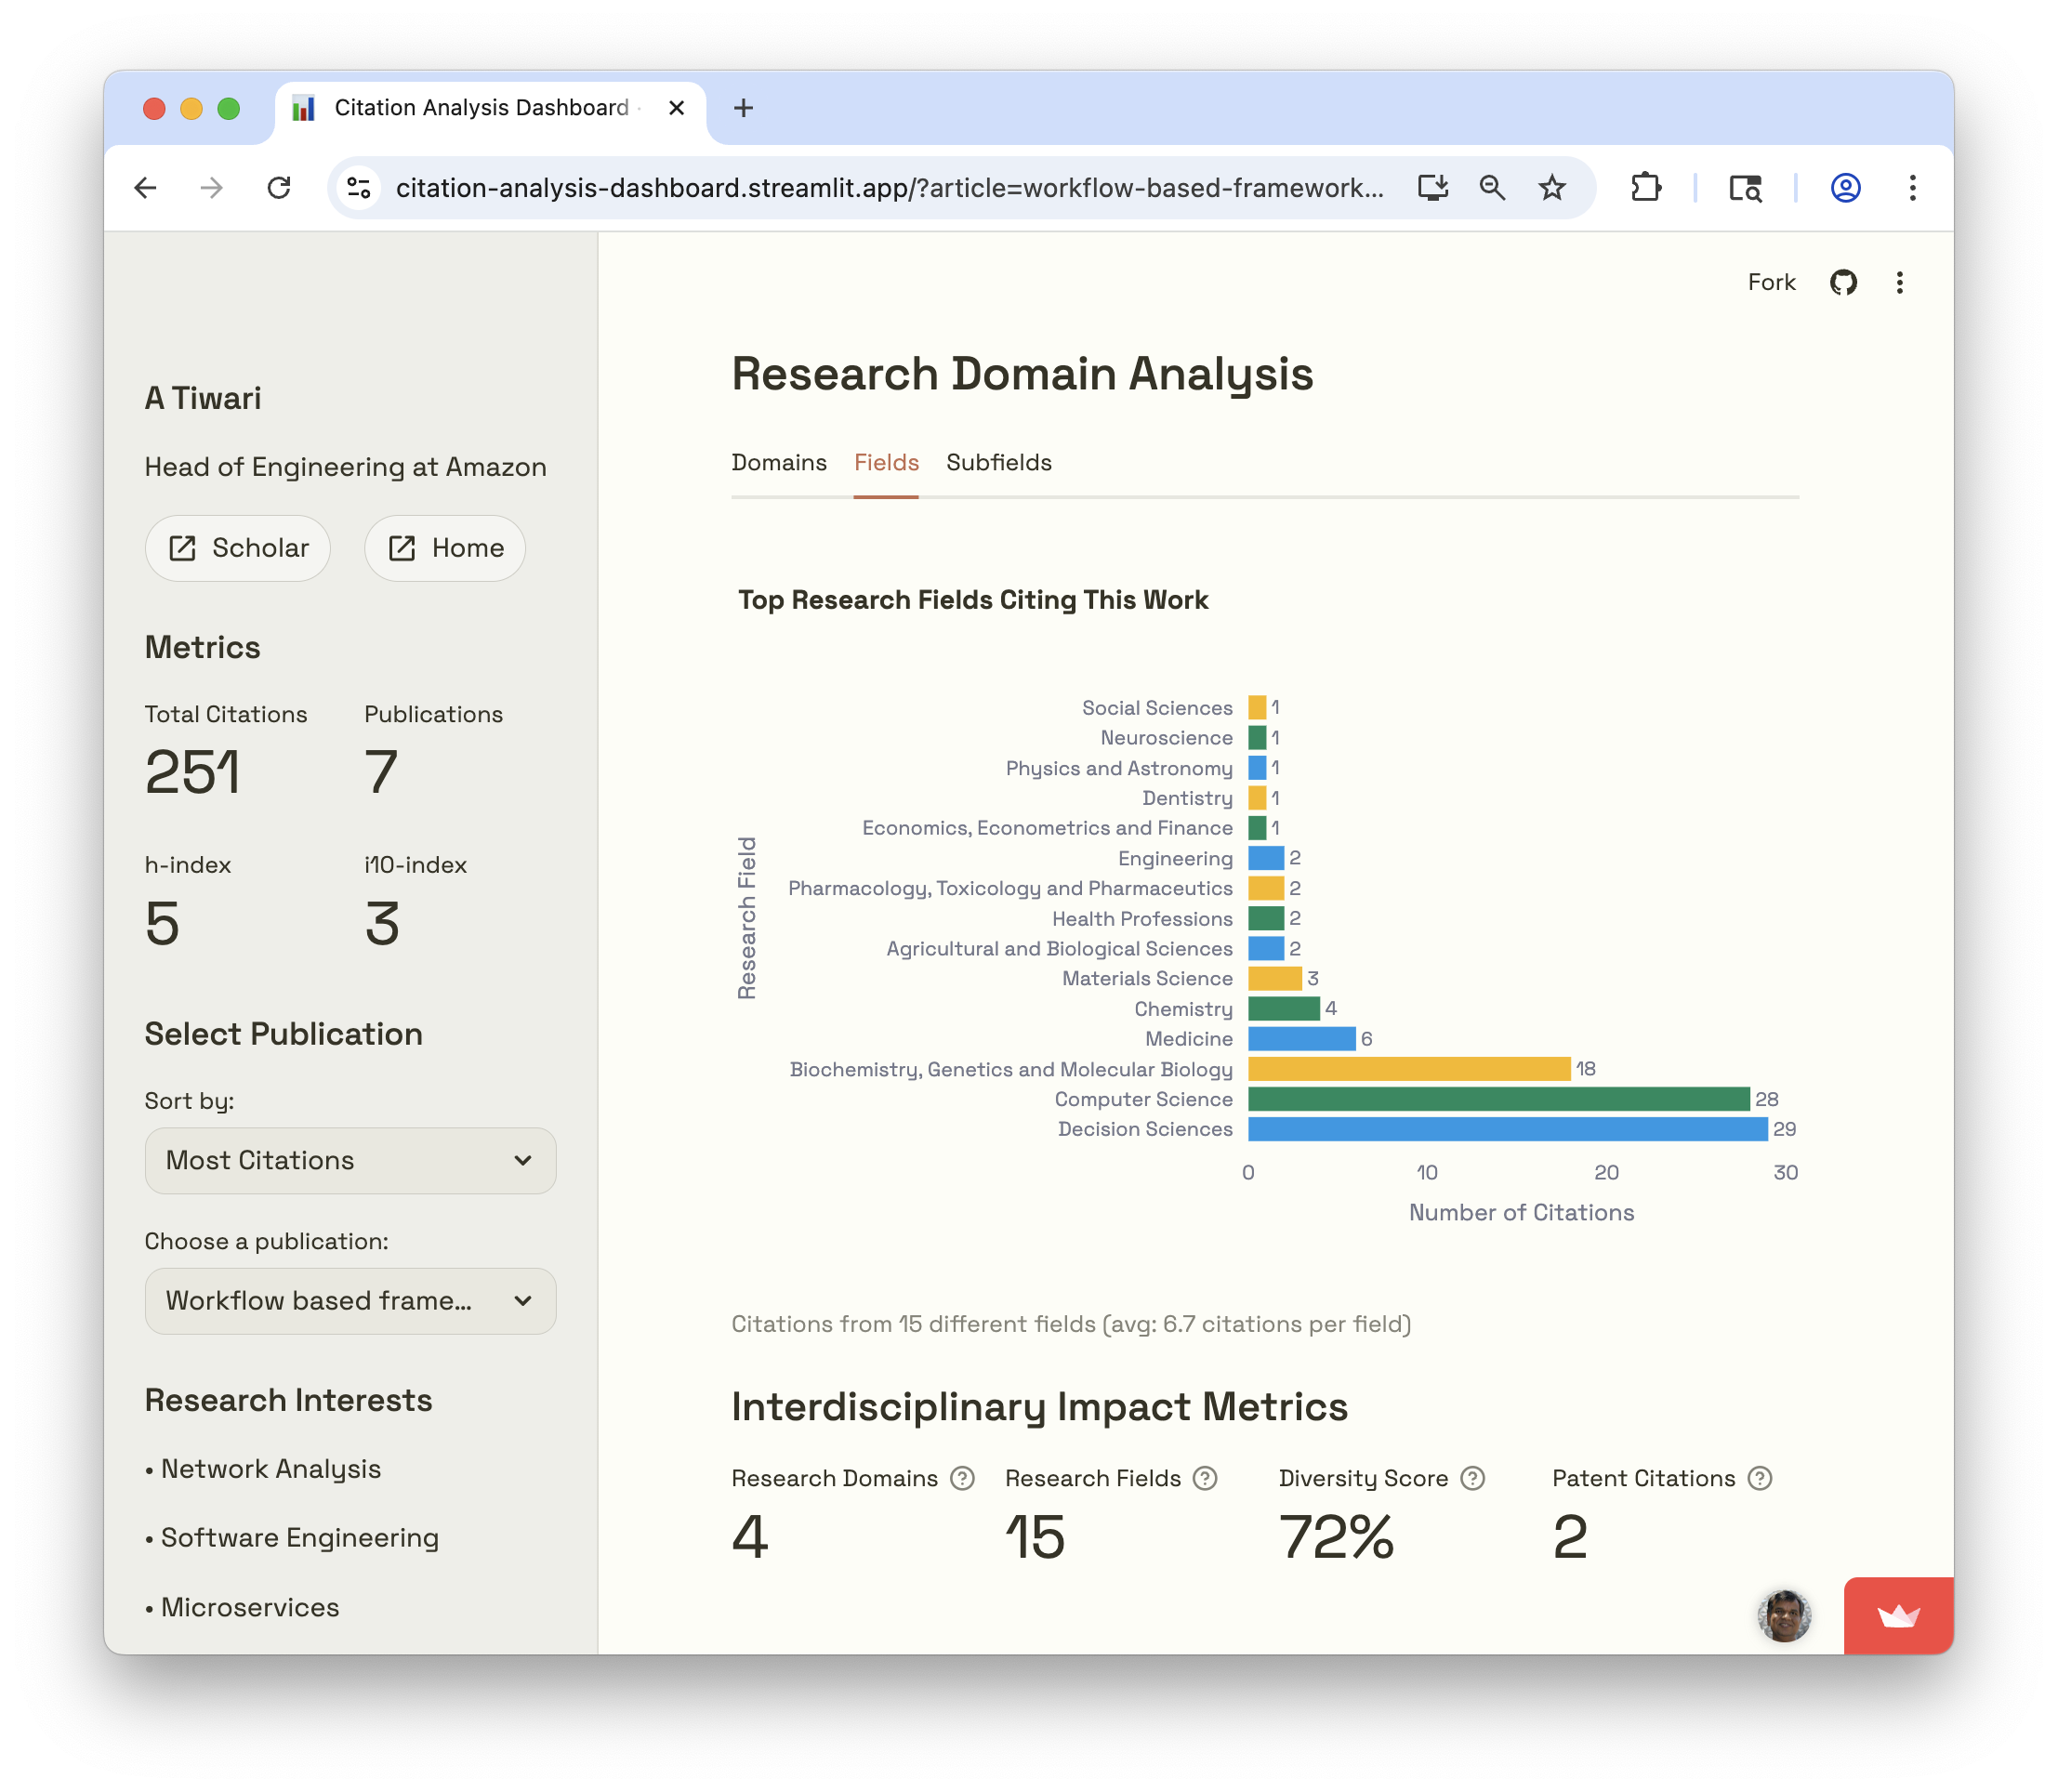 Citation Analysis Dashboard ·
citation-analysis-dashboard.streamlit.app/?article=workflow-based-framework...
Fork
A Tiwari
Head of Engineering at Amazon
Scholar
Home
Metrics
Total Citations
Publications
251
7
h-index
i10-index
5
3
Select Publication
Sort by:
Most Citations
Choose a publication:
Workflow based frame...
Research Interests
• Network Analysis
• Software Engineering
• Microservices
Research Domain Analysis
Domains Fields Subfields
Top Research Fields Citing This Work
Research Field
Social Sciences 1
Neuroscience 1
Physics and Astronomy 1
Dentistry 1
Economics, Econometrics and Finance 1
Engineering 2
Pharmacology, Toxicology and Pharmaceutics 2
Health Professions 2
Agricultural and Biological Sciences 2
Materials Science 3
Chemistry 4
Medicine 6
Biochemistry, Genetics and Molecular Biology 18
Computer Science 28
Decision Sciences 29
0 10 20 30
Number of Citations
Citations from 15 different fields (avg: 6.7 citations per field)
Interdisciplinary Impact Metrics
Research Domains
Research Fields
Diversity Score
Patent Citations
4
15
72%
2